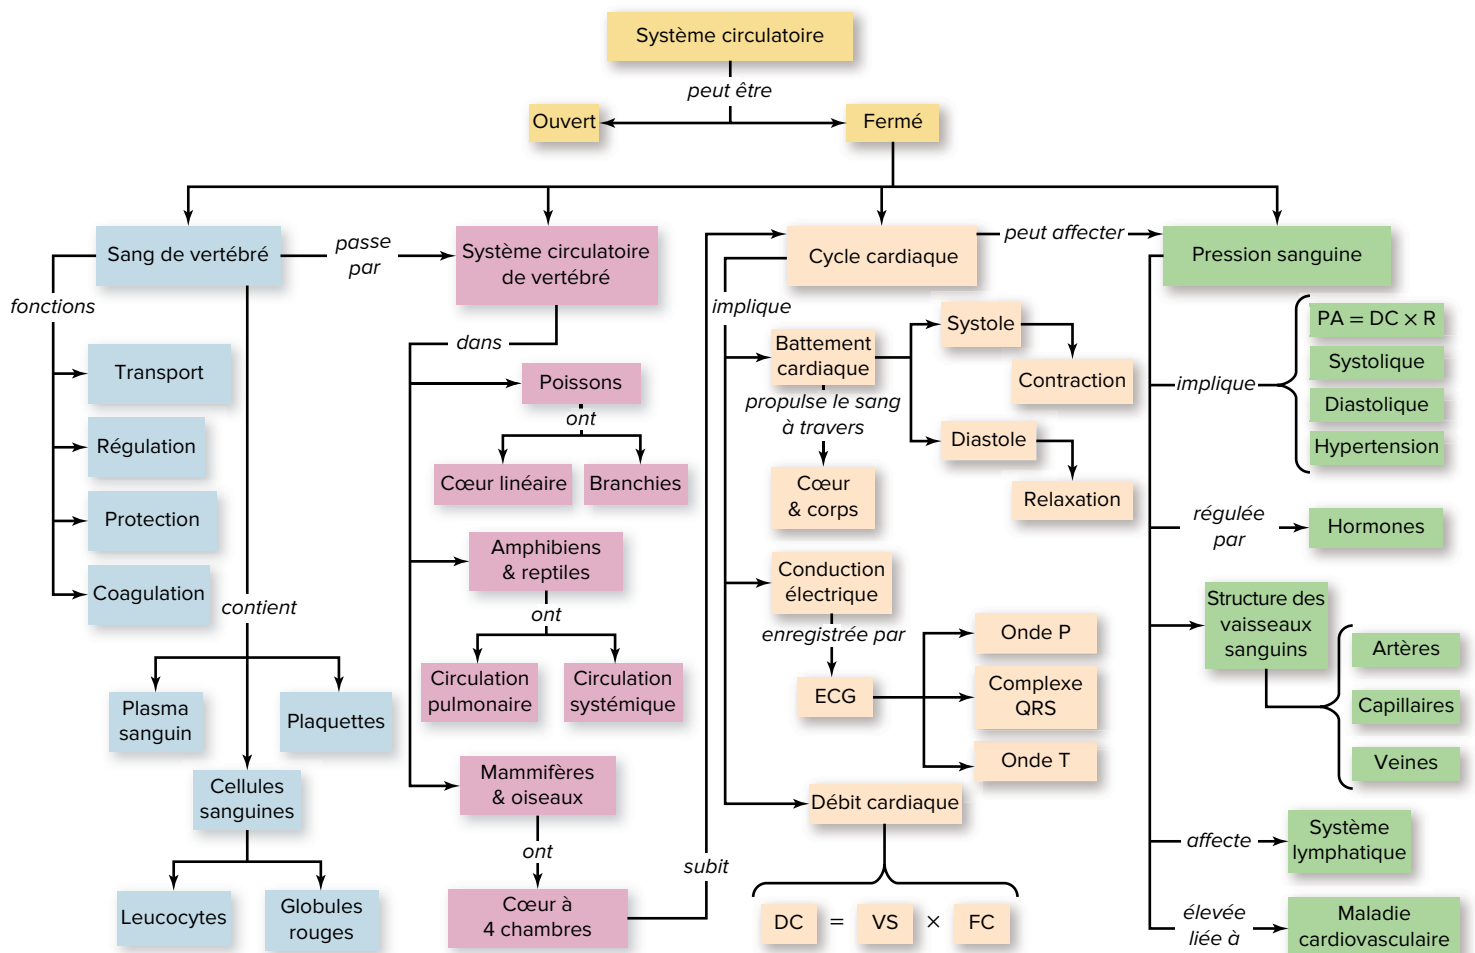 Système circulatoire
peut être
Ouvert
Fermé
Sang de vertébré
passe
par
Système circulatoire
de vertébré
Cycle cardiaque
peut affecter
Pression sanguine
fonctions
Transport
Régulation
Protection
Coagulation
contient
Plasma
sanguin
Plaquettes
Cellules
sanguines
Leucocytes
Globules
rouges
dans
Poissons
ont
Cœur linéaire
Branchies
Amphibiens
& reptiles
ont
Circulation
pulmonaire
Circulation
systémique
Mammifères
& oiseaux
ont
Cœur à
4 chambres
subit
implique
Battement
cardiaque
Systole
Contraction
Diastole
Relaxation
propulse le sang
à travers
Cœur
& corps
Conduction
électrique
enregistrée par
ECG
Onde P
Complexe
QRS
Onde T
Débit cardiaque
DC = VS × FC
implique
PA = DC × R
Systolique
Diastolique
Hypertension
régulée
par
Hormones
Structure des
vaisseaux
sanguins
Artères
Capillaires
Veines
affecte
Système
lymphatique
élevée
liée à
Maladie
cardiovasculaire